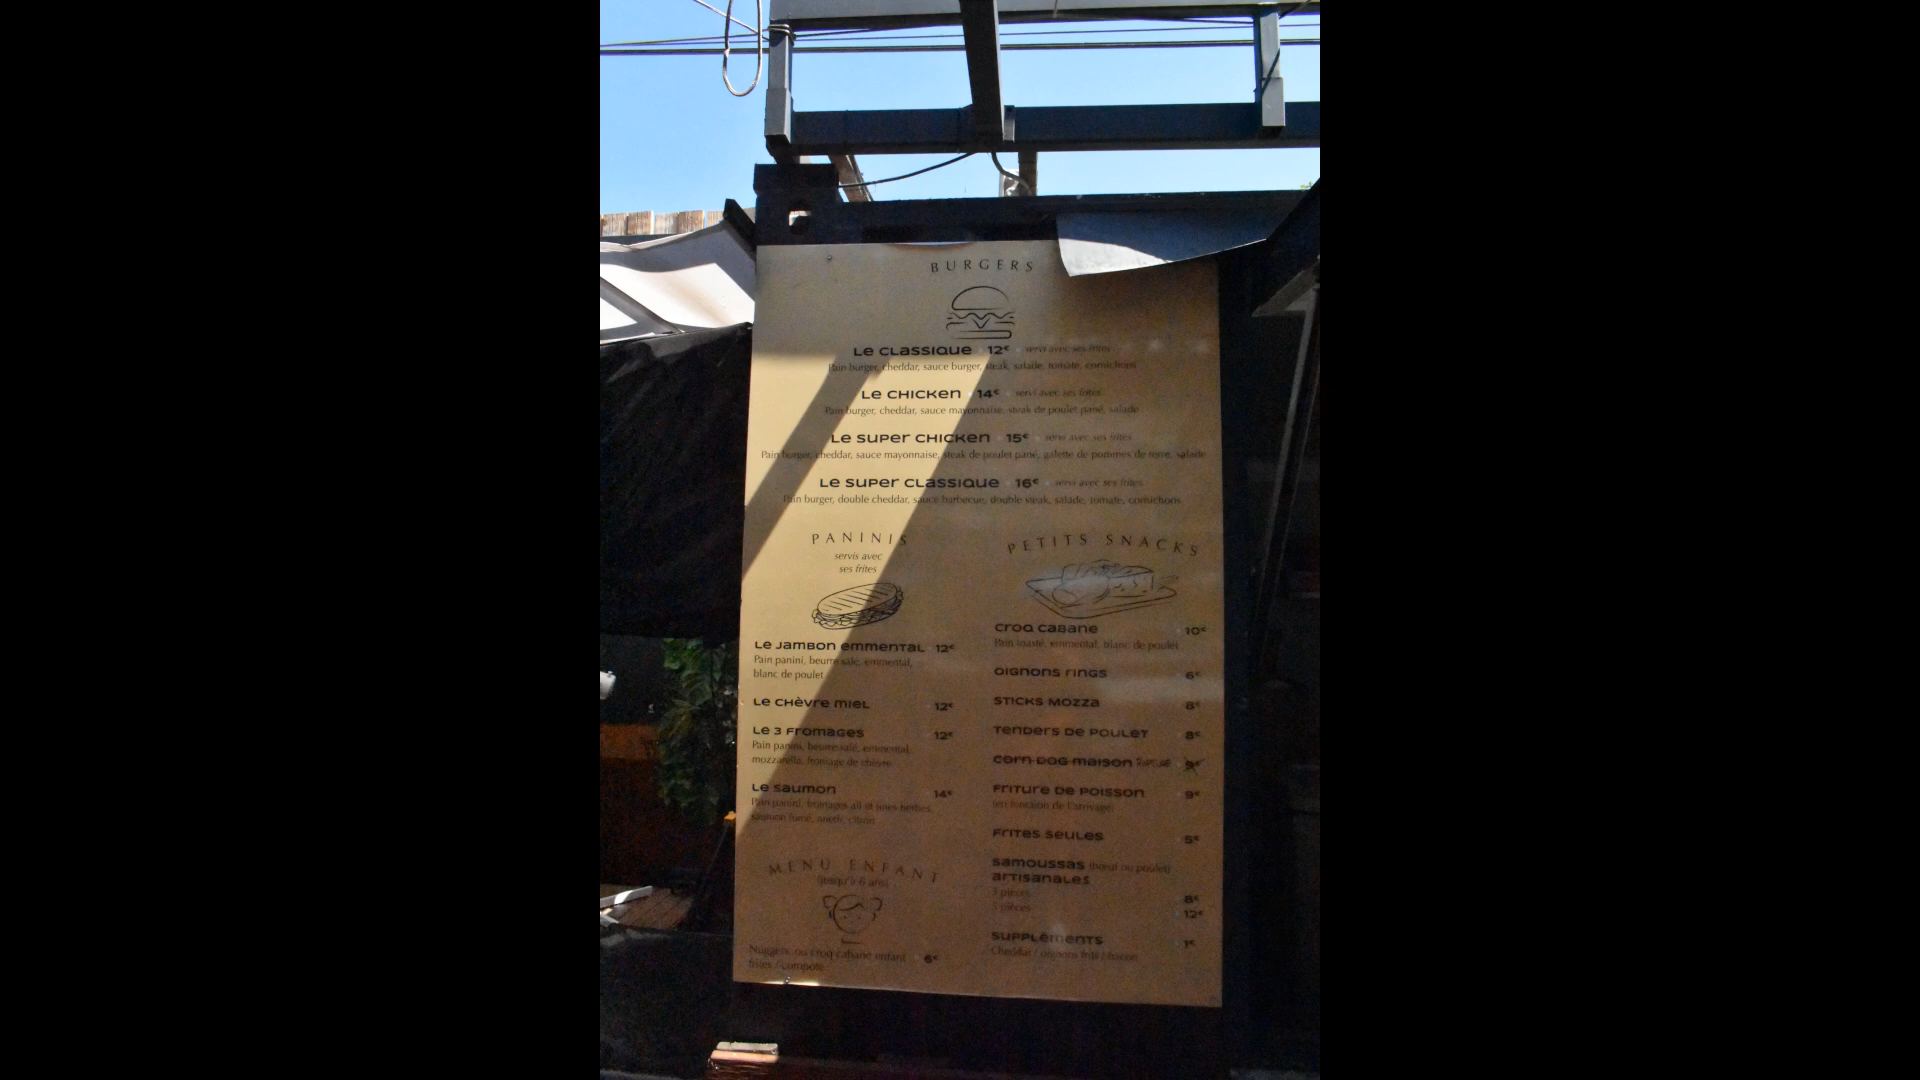 BURGERS
Le classique 12€ servi avec ses frites
Pain burger, cheddar, sauce burger, steak, salade, tomate, cornichons
Le chicken 14€ servi avec ses frites
Pain burger, cheddar, sauce mayonnaise, steak de poulet pané, salade
Le super chicken 15€ servi avec ses frites
Pain burger, cheddar, sauce mayonnaise, steak de poulet pané, galette de pommes de terre, salade
Le super classique 16€ servi avec ses frites
Pain burger, double cheddar, sauce barbecue, double steak, salade, tomate, cornichons
PANINIS
servis avec
ses frites
Le jambon emmental 12€
Pain panini, beurre salé, emmental,
blanc de poulet
Le chèvre miel 12€
Le 3 fromages 12€
Pain panini, beurre salé, emmental,
mozzarella, fromage de chèvre
Le saumon 14€
Pain panini, fromages ail et fines herbes,
saumon fumé, aneth, citron
MENU ENFANT
(jusqu'à 6 ans)
Nuggets ou croq cabane enfant 6€
frites / compote
PETITS SNACKS
Croq cabane 10€
Pain toasté, emmental, blanc de poulet
Oignons rings 6€
Sticks mozza 8€
Tenders de poulet 8€
Corn dog maison RUPTURE 9€
Friture de poisson 9€
(en fonction de l'arrivage)
Frites seules 5€
Samoussas (bœuf ou poulet)
artisanales
3 pièces 8€
5 pièces 12€
Suppléments 1€
Cheddar / oignons frits / bacon